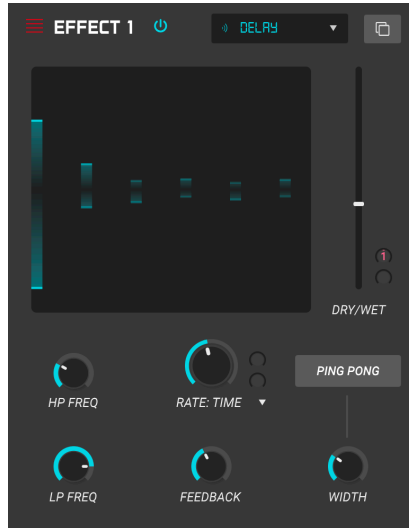 EFFECT 1
DELAY
1
DRY/WET
HP FREQ
RATE: TIME
PING PONG
LP FREQ
FEEDBACK
WIDTH